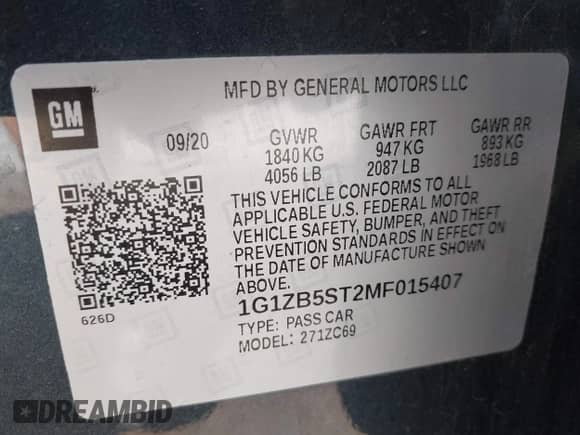 GM
MFD BY GENERAL MOTORS LLC
09/20 GVWR GAWR FRT GAWR RR
1840 KG 947 KG 893 KG
4056 LB 2087 LB 1968 LB
THIS VEHICLE CONFORMS TO ALL
APPLICABLE U.S. FEDERAL MOTOR
VEHICLE SAFETY, BUMPER, AND THEFT
PREVENTION STANDARDS IN EFFECT ON
THE DATE OF MANUFACTURE SHOWN
ABOVE.
626D
1G1ZB5ST2MF015407
TYPE: PASS CAR
MODEL: 271ZC69
DREAMBID